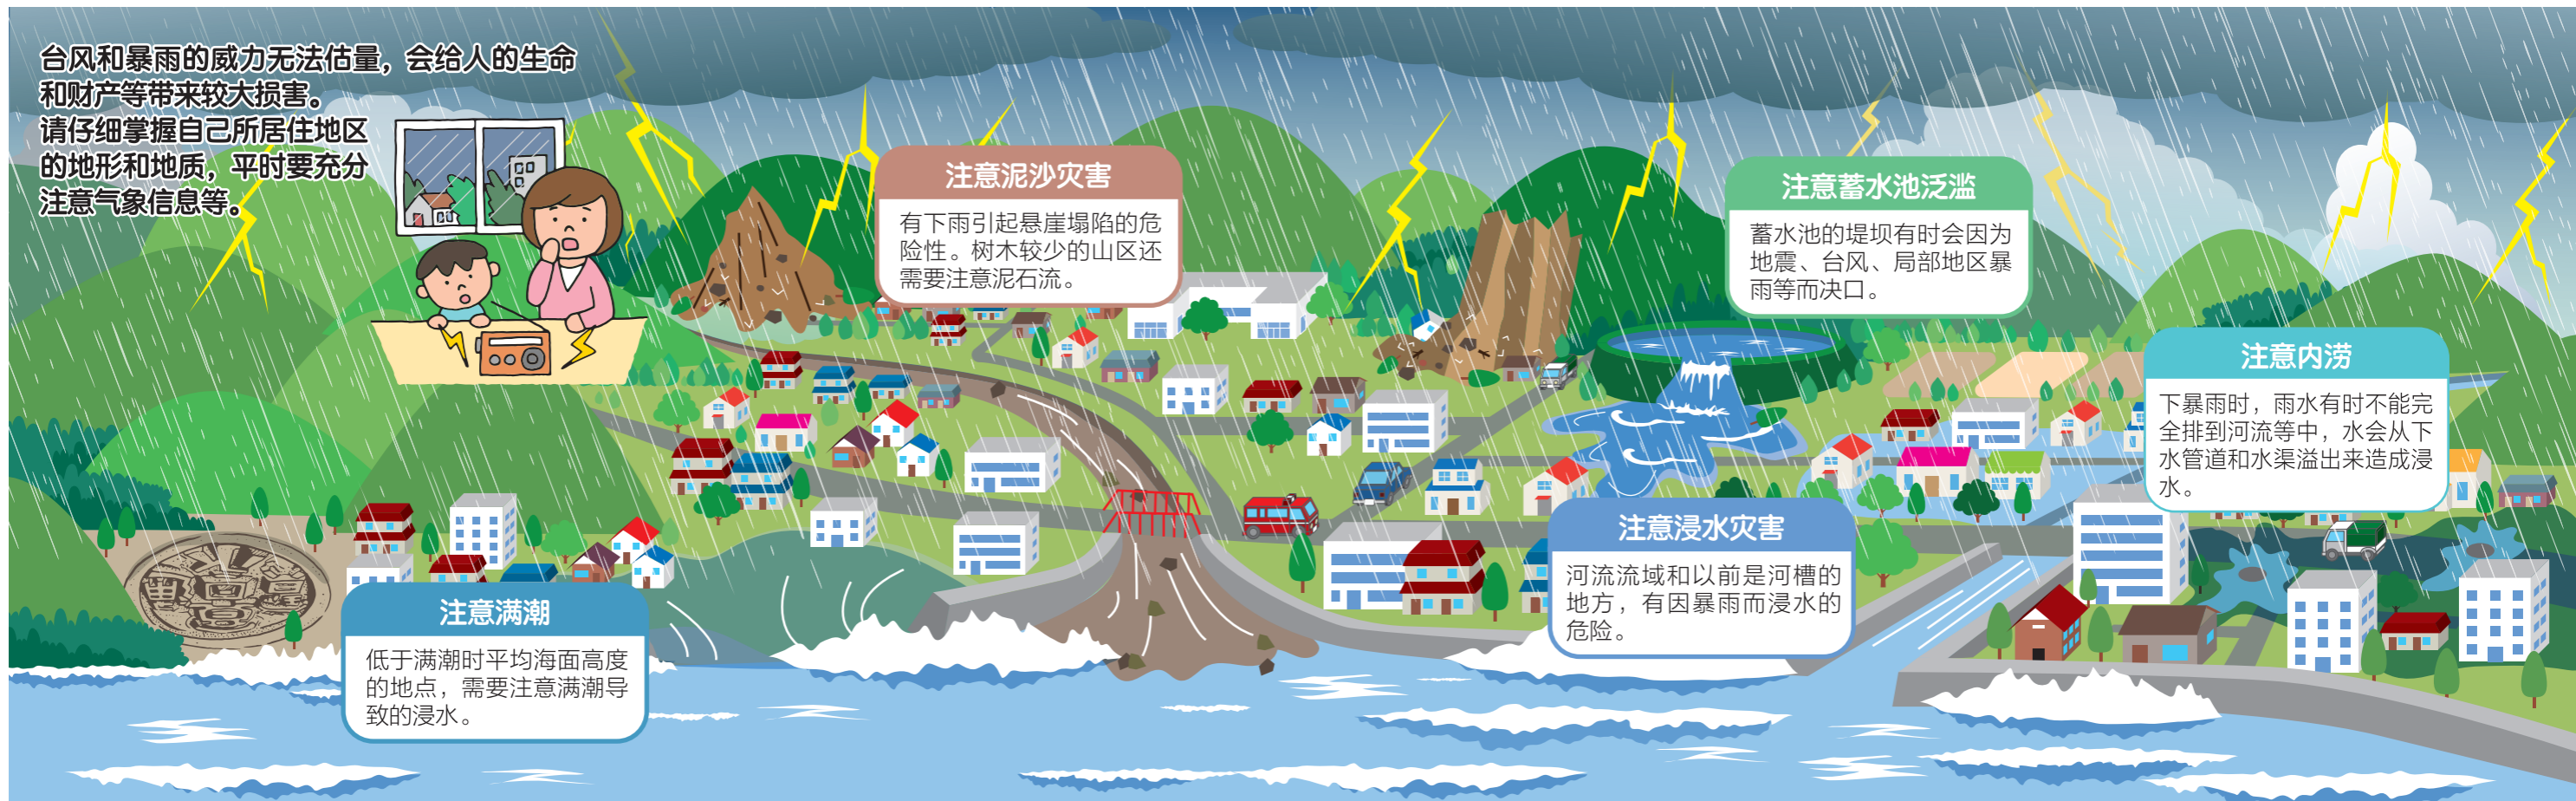 台风和暴雨的威力无法估量，会给人的生命
和财产等带来较大损害。
请仔细掌握自己所居住地区
的地形和地质，平时要充分
注意气象信息等。
注意泥沙灾害
有下雨引起悬崖塌陷的危
险性。树木较少的山区还
需要注意泥石流。
注意蓄水池泛滥
蓄水池的堤坝有时会因为
地震、台风、局部地区暴
雨等而决口。
注意内涝
下暴雨时，雨水有时不能完
全排到河流等中，水会从下
水管道和水渠溢出来造成浸
水。
注意浸水灾害
河流流域和以前是河槽的
地方，有因暴雨而浸水的
危险。
注意满潮
低于满潮时平均海面高度
的地点，需要注意满潮导
致的浸水。